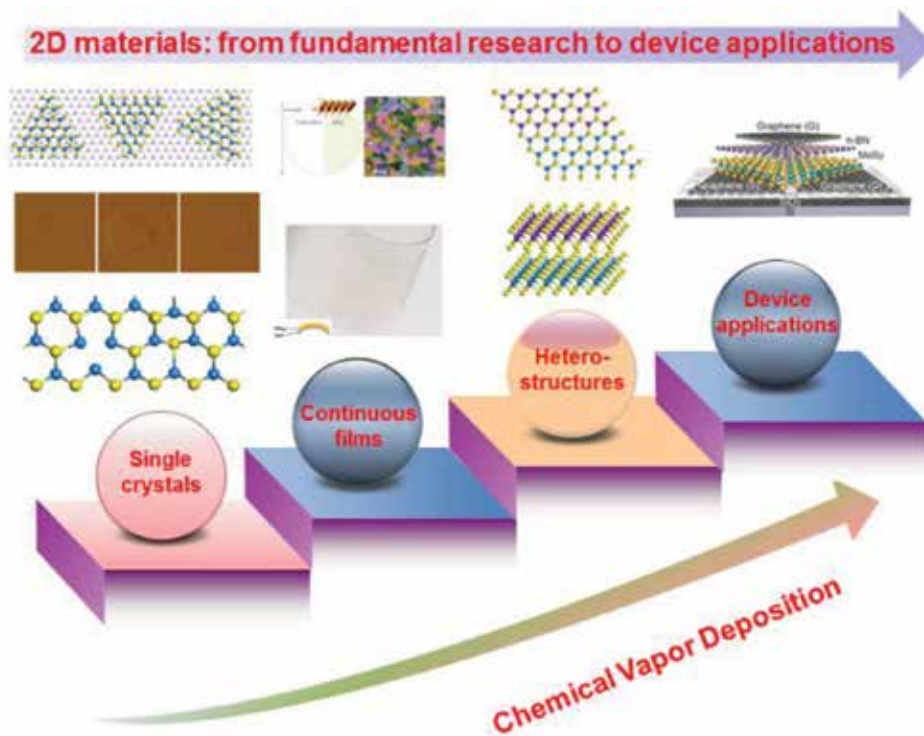 2D materials: from fundamental research to device applications
Graphene (G)
h-BN
MoS₂
Device
applications
Hetero-
structures
Continuous
films
Single
crystals
Chemical Vapor Deposition